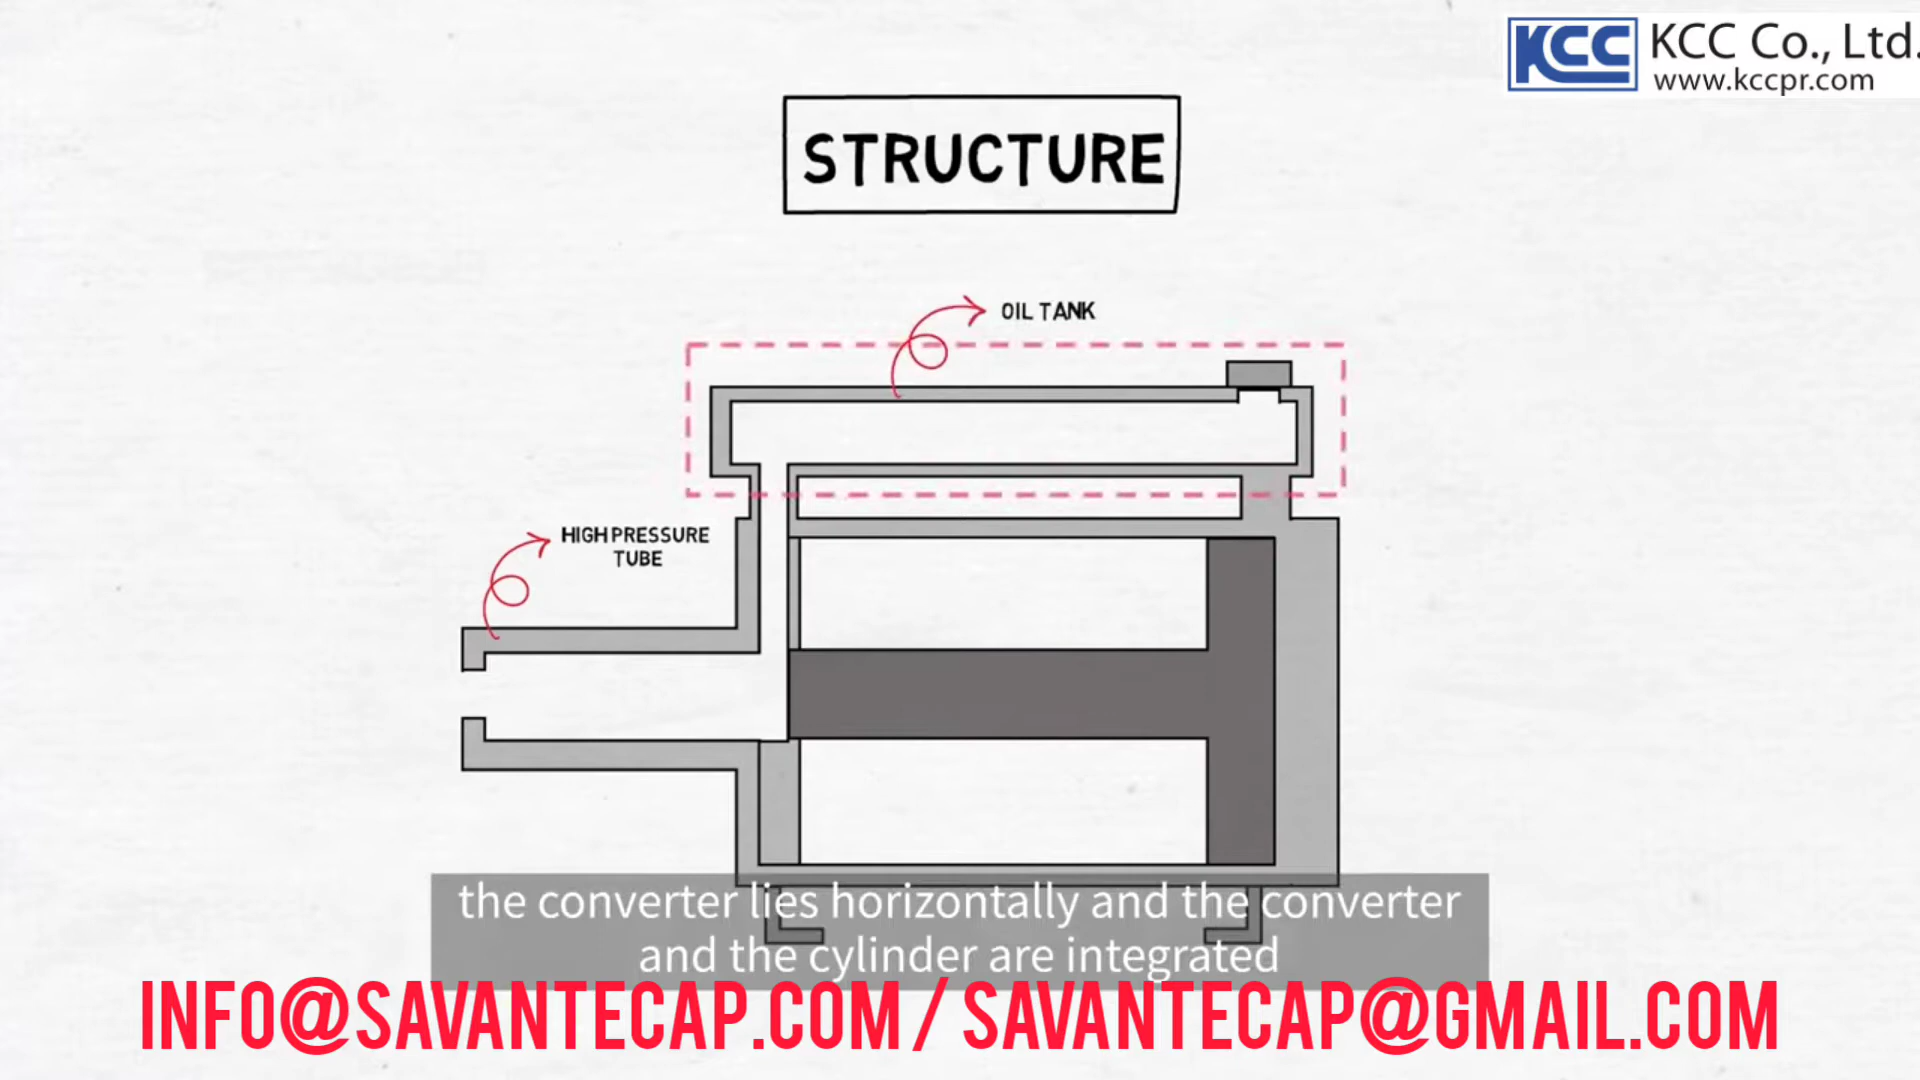 KCC KCC Co., Ltd.
www.kccpr.com
STRUCTURE
OIL TANK
HIGH PRESSURE
TUBE
the converter lies horizontally and the converter
and the cylinder are integrated
INFO@SAVANTECAP.COM / SAVANTECAP@GMAIL.COM